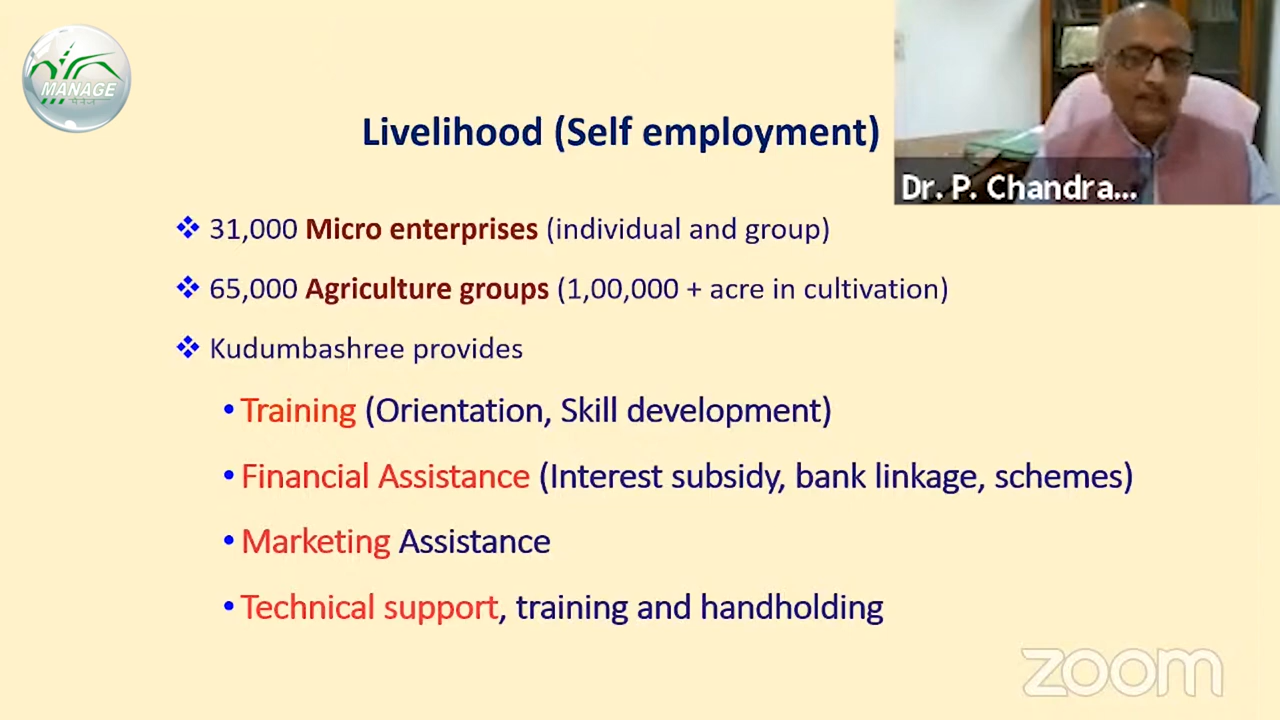 MANAGE
मैनेज
Livelihood (Self employment)
Dr. P. Chandra...
❖ 31,000 Micro enterprises (individual and group)
❖ 65,000 Agriculture groups (1,00,000 + acre in cultivation)
❖ Kudumbashree provides
• Training (Orientation, Skill development)
• Financial Assistance (Interest subsidy, bank linkage, schemes)
• Marketing Assistance
• Technical support, training and handholding
zoom